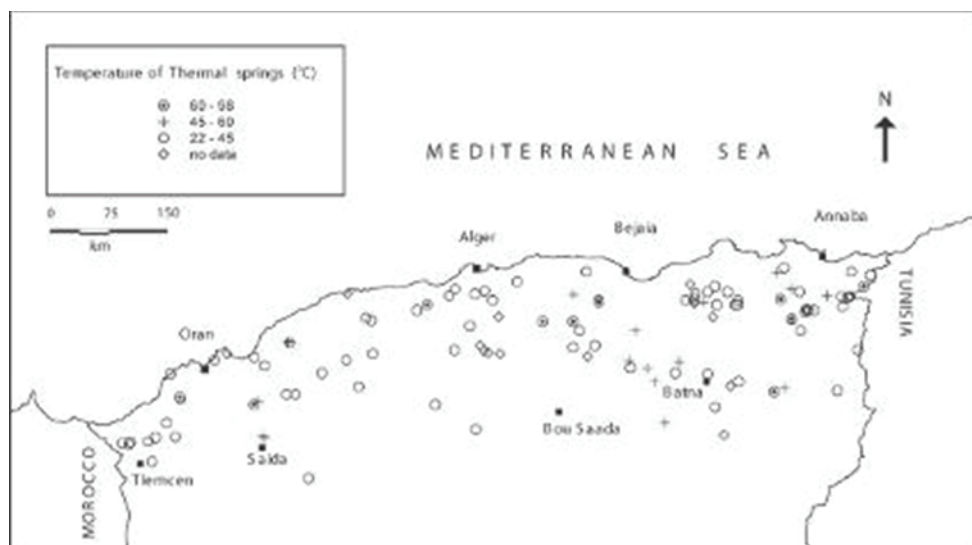 Temperature of Thermal springs (°C)
60 - 98
45 - 60
22 - 45
no data
0 75 150
km
N
MEDITERRANEAN SEA
Annaba
Bejaia
Alger
TUNISIA
Oran
Batna
Bou Saada
Saida
Tlemcen
MOROCCO